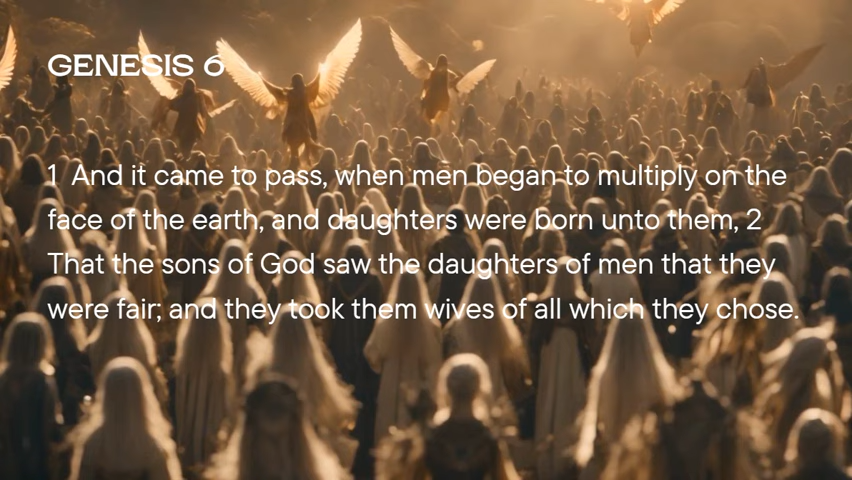 GENESIS 6
1 And it came to pass, when men began to multiply on the
face of the earth, and daughters were born unto them, 2
That the sons of God saw the daughters of men that they
were fair; and they took them wives of all which they chose.